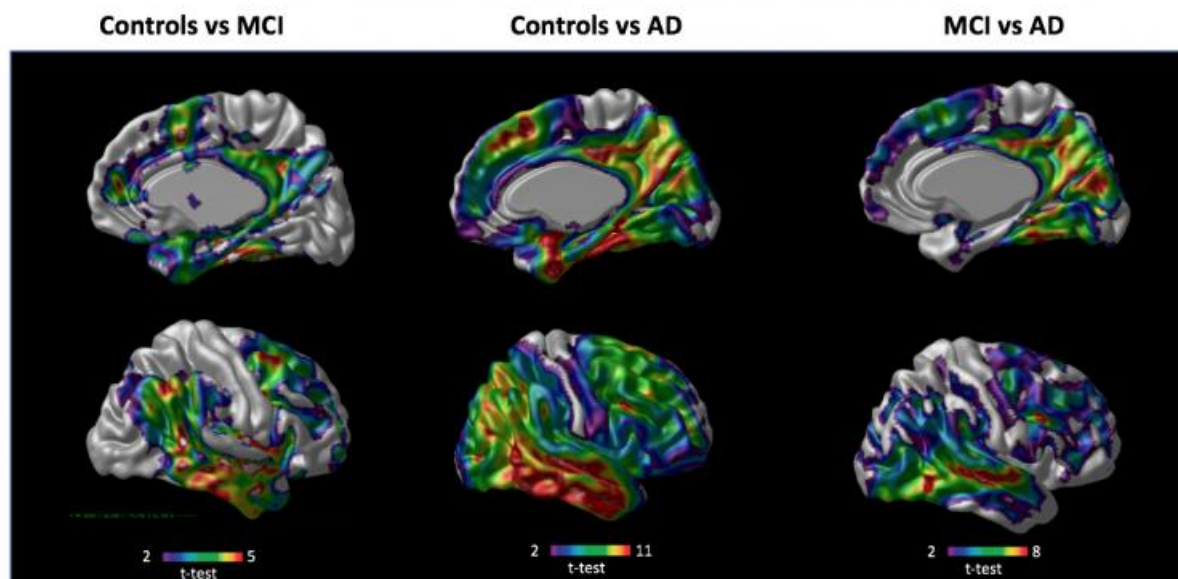 Controls vs MCI
Controls vs AD
MCI vs AD
2 5
t-test
2 11
t-test
2 8
t-test